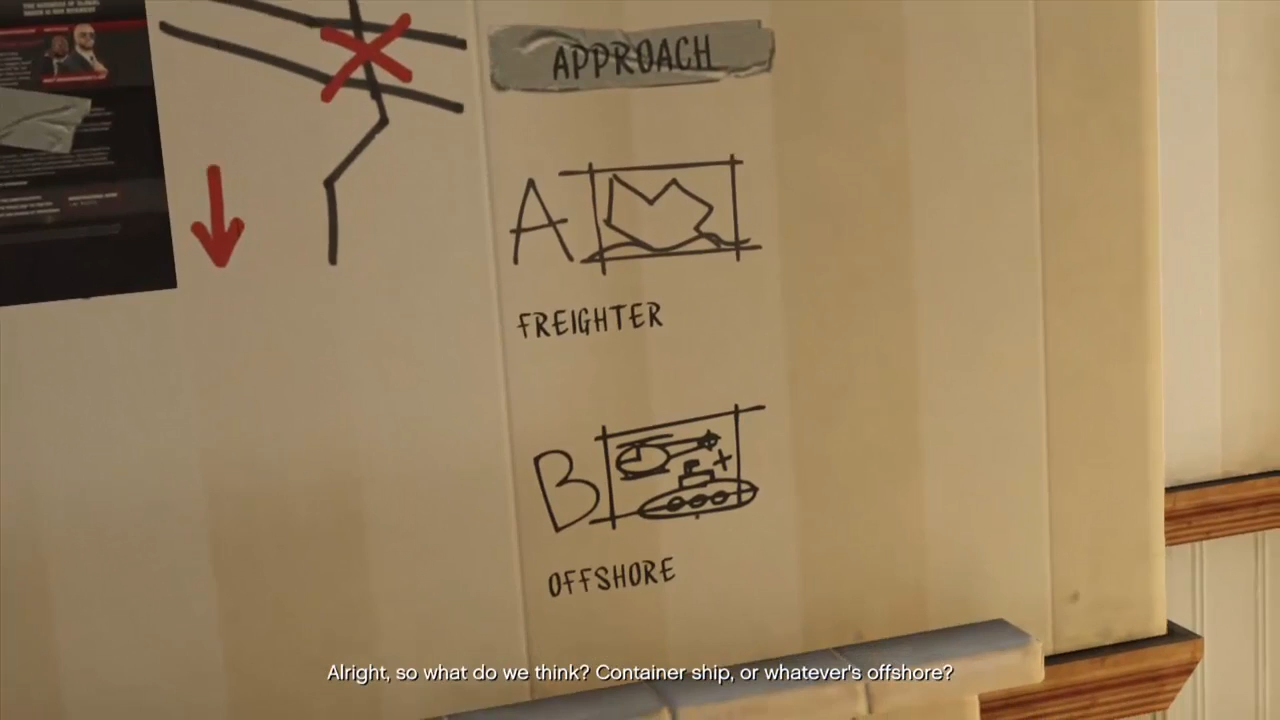 APPROACH
A
FREIGHTER
B
OFFSHORE
Alright, so what do we think? Container ship, or whatever's offshore?